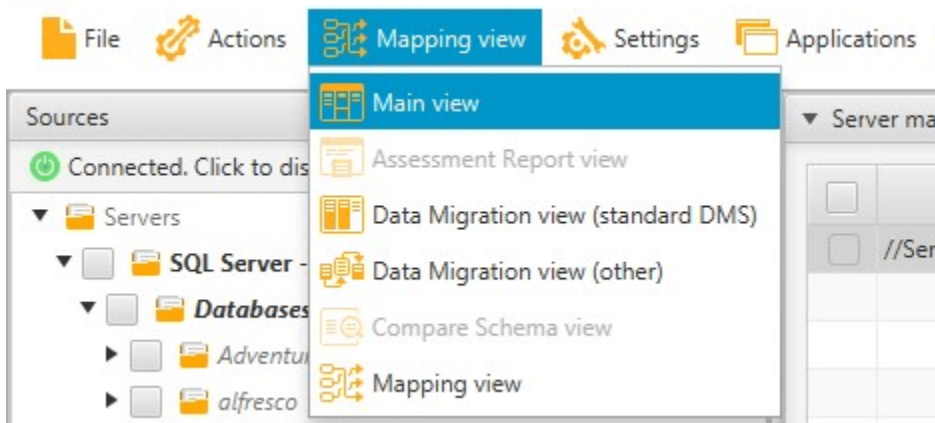 File Actions Mapping view Settings Applications
Sources
Main view
Server ma
Connected. Click to dis
Assessment Report view
Servers
Data Migration view (standard DMS)
SQL Server -
//Ser
Data Migration view (other)
Databases
Compare Schema view
Adventu
Mapping view
alfresco